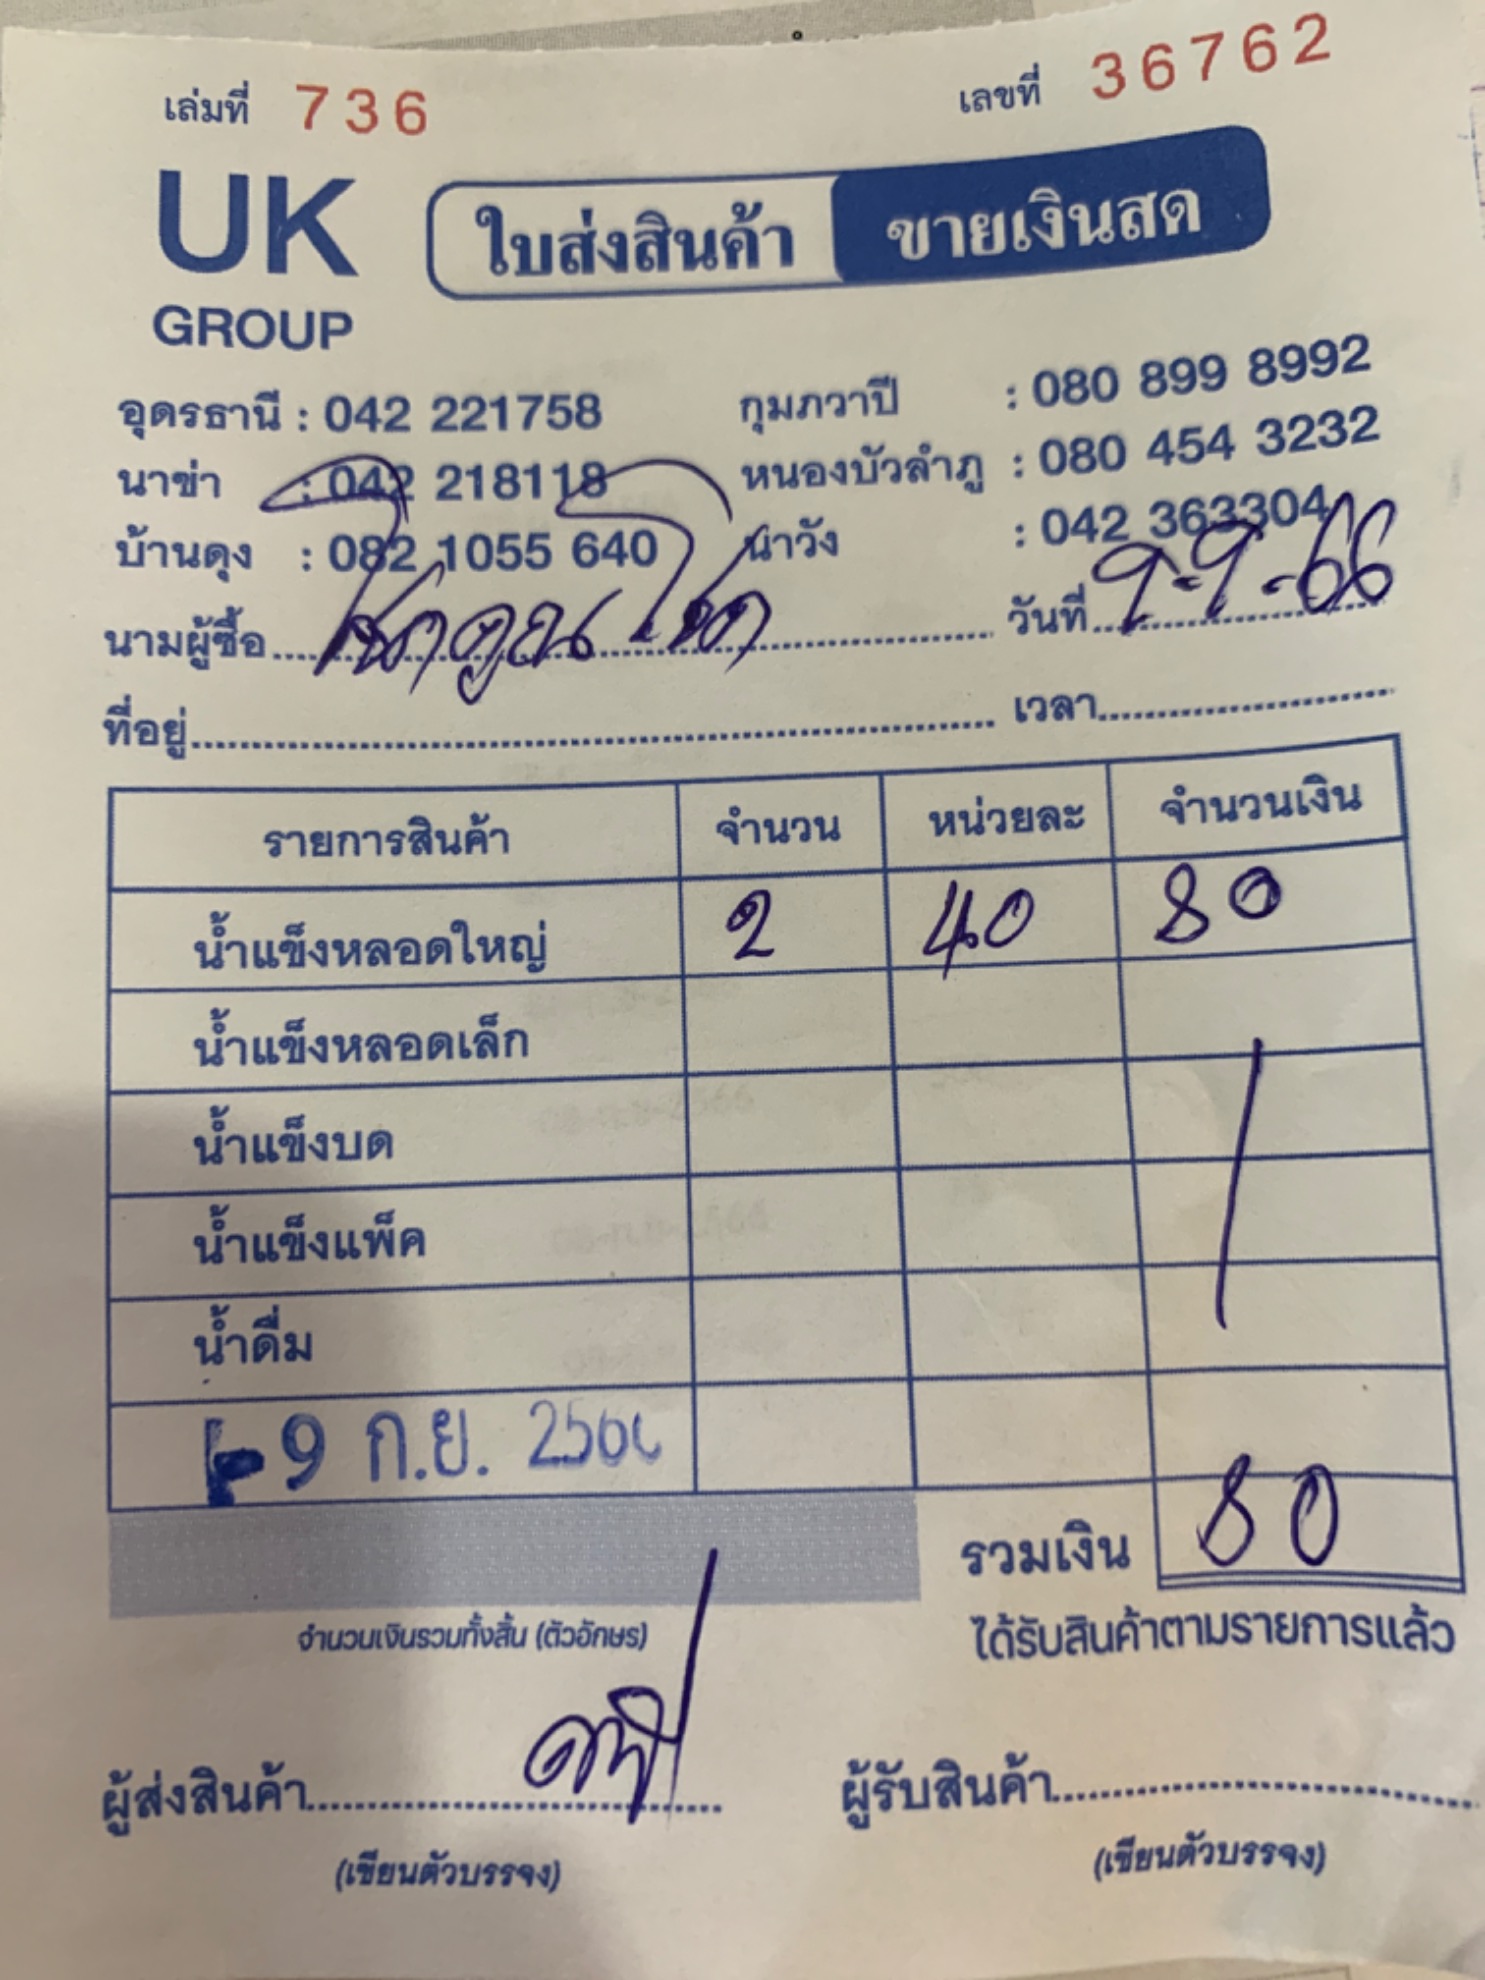 เล่มที่ 736 เลขที่ 36762
UK GROUP
ใบส่งสินค้า ขายเงินสด
อุดรธานี : 042 221758 กุมภวาปี : 080 899 8992
นาข่า : 042 218118 หนองบัวลำภู : 080 454 3232
บ้านดุง : 082 1055 640 นาวัง : 042 363304
นามผู้ซื้อ โชคคูณโชค วันที่ 9-9-66
ที่อยู่ เวลา
รายการสินค้า จำนวน หน่วยละ จำนวนเงิน
น้ำแข็งหลอดใหญ่ 2 40 80
น้ำแข็งหลอดเล็ก
น้ำแข็งบด
น้ำแข็งแพ็ค
น้ำดื่ม
-9 ก.ย. 2566
รวมเงิน 80
จำนวนเงินรวมทั้งสิ้น (ตัวอักษร) ได้รับสินค้าตามรายการแล้ว
ผู้ส่งสินค้า ผู้รับสินค้า
(เขียนตัวบรรจง) (เขียนตัวบรรจง)